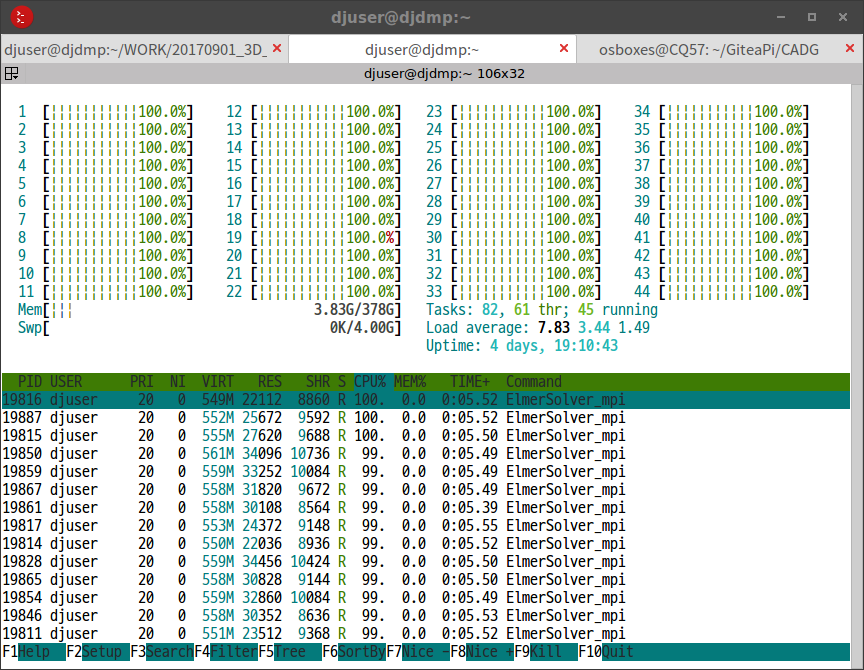 djuser@djdmp:~
djuser@djdmp:~/WORK/20170901_3D_ djuser@djdmp:~ osboxes@CQ57: ~/GiteaPi/CADG
djuser@djdmp:~ 106x32
1 [||||||||||||100.0%] 12 [||||||||||||100.0%] 23 [||||||||||||100.0%] 34 [||||||||||||100.0%]
2 [||||||||||||100.0%] 13 [||||||||||||100.0%] 24 [||||||||||||100.0%] 35 [||||||||||||100.0%]
3 [||||||||||||100.0%] 14 [||||||||||||100.0%] 25 [||||||||||||100.0%] 36 [||||||||||||100.0%]
4 [||||||||||||100.0%] 15 [||||||||||||100.0%] 26 [||||||||||||100.0%] 37 [||||||||||||100.0%]
5 [||||||||||||100.0%] 16 [||||||||||||100.0%] 27 [||||||||||||100.0%] 38 [||||||||||||100.0%]
6 [||||||||||||100.0%] 17 [||||||||||||100.0%] 28 [||||||||||||100.0%] 39 [||||||||||||100.0%]
7 [||||||||||||100.0%] 18 [||||||||||||100.0%] 29 [||||||||||||100.0%] 40 [||||||||||||100.0%]
8 [||||||||||||100.0%] 19 [||||||||||||100.0%] 30 [||||||||||||100.0%] 41 [||||||||||||100.0%]
9 [||||||||||||100.0%] 20 [||||||||||||100.0%] 31 [||||||||||||100.0%] 42 [||||||||||||100.0%]
10 [||||||||||||100.0%] 21 [||||||||||||100.0%] 32 [||||||||||||100.0%] 43 [||||||||||||100.0%]
11 [||||||||||||100.0%] 22 [||||||||||||100.0%] 33 [||||||||||||100.0%] 44 [||||||||||||100.0%]
Mem[||| 3.83G/378G] Tasks: 82, 61 thr; 45 running
Swp[ 0K/4.00G] Load average: 7.83 3.44 1.49
Uptime: 4 days, 19:10:43
PID USER PRI NI VIRT RES SHR S CPU% MEM% TIME+ Command
19816 djuser 20 0 549M 22112 8860 R 100. 0.0 0:05.52 ElmerSolver_mpi
19887 djuser 20 0 552M 25672 9592 R 100. 0.0 0:05.52 ElmerSolver_mpi
19815 djuser 20 0 555M 27620 9688 R 100. 0.0 0:05.50 ElmerSolver_mpi
19850 djuser 20 0 561M 34096 10736 R 99. 0.0 0:05.49 ElmerSolver_mpi
19859 djuser 20 0 559M 33252 10084 R 99. 0.0 0:05.49 ElmerSolver_mpi
19867 djuser 20 0 558M 31820 9672 R 99. 0.0 0:05.49 ElmerSolver_mpi
19861 djuser 20 0 558M 30108 8564 R 99. 0.0 0:05.39 ElmerSolver_mpi
19817 djuser 20 0 553M 24372 9148 R 99. 0.0 0:05.55 ElmerSolver_mpi
19814 djuser 20 0 550M 22036 8936 R 99. 0.0 0:05.52 ElmerSolver_mpi
19828 djuser 20 0 559M 34456 10424 R 99. 0.0 0:05.50 ElmerSolver_mpi
19865 djuser 20 0 558M 30828 9144 R 99. 0.0 0:05.50 ElmerSolver_mpi
19854 djuser 20 0 559M 32860 10084 R 99. 0.0 0:05.49 ElmerSolver_mpi
19846 djuser 20 0 558M 30352 8636 R 99. 0.0 0:05.53 ElmerSolver_mpi
19811 djuser 20 0 551M 23512 9368 R 99. 0.0 0:05.52 ElmerSolver_mpi
F1Help F2Setup F3SearchF4FilterF5Tree F6SortByF7Nice -F8Nice +F9Kill F10Quit